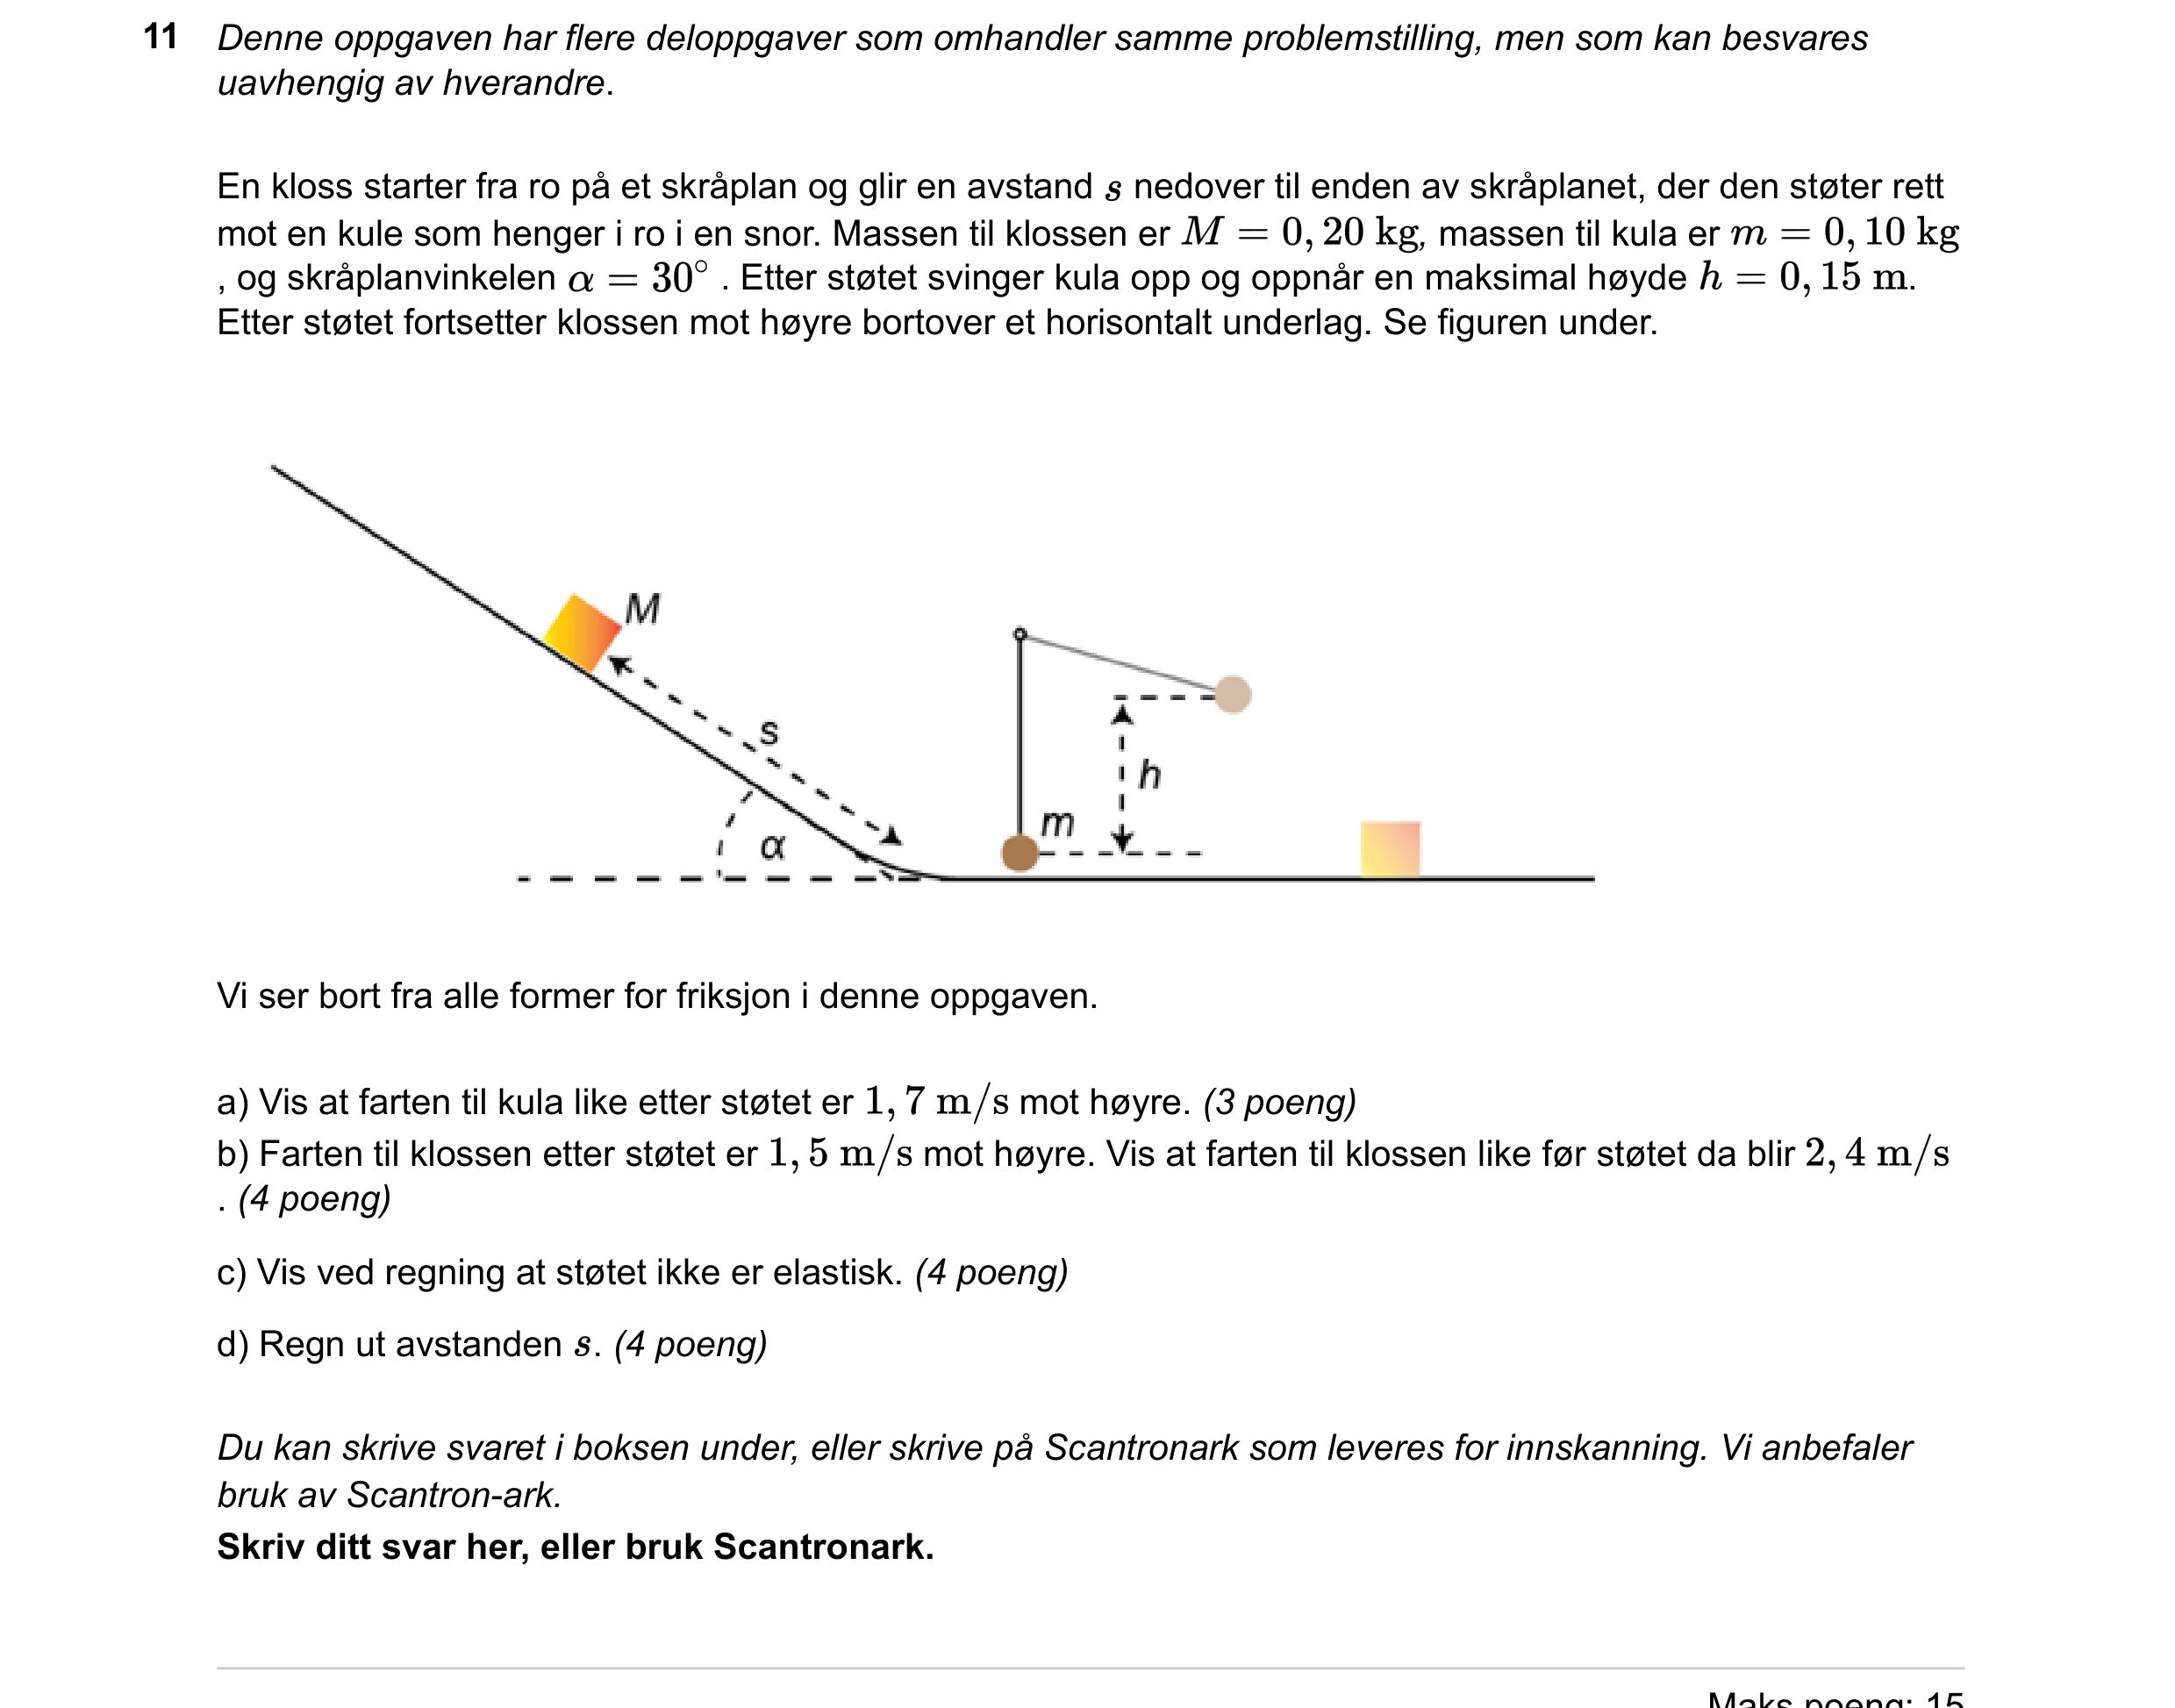 11 Denne oppgaven har flere deloppgaver som omhandler samme problemstilling, men som kan besvares
uavhengig av hverandre.
En kloss starter fra ro på et skråplan og glir en avstand s nedover til enden av skråplanet, der den støter rett
mot en kule som henger i ro i en snor. Massen til klossen er M = 0, 20 kg, massen til kula er m = 0, 10 kg
, og skråplanvinkelen α = 30° . Etter støtet svinger kula opp og oppnår en maksimal høyde h = 0, 15 m.
Etter støtet fortsetter klossen mot høyre bortover et horisontalt underlag. Se figuren under.
M
s
h
m
α
Vi ser bort fra alle former for friksjon i denne oppgaven.
a) Vis at farten til kula like etter støtet er 1, 7 m/s mot høyre. (3 poeng)
b) Farten til klossen etter støtet er 1, 5 m/s mot høyre. Vis at farten til klossen like før støtet da blir 2, 4 m/s
. (4 poeng)
c) Vis ved regning at støtet ikke er elastisk. (4 poeng)
d) Regn ut avstanden s. (4 poeng)
Du kan skrive svaret i boksen under, eller skrive på Scantronark som leveres for innskanning. Vi anbefaler
bruk av Scantron-ark.
Skriv ditt svar her, eller bruk Scantronark.
Maks poeng: 15